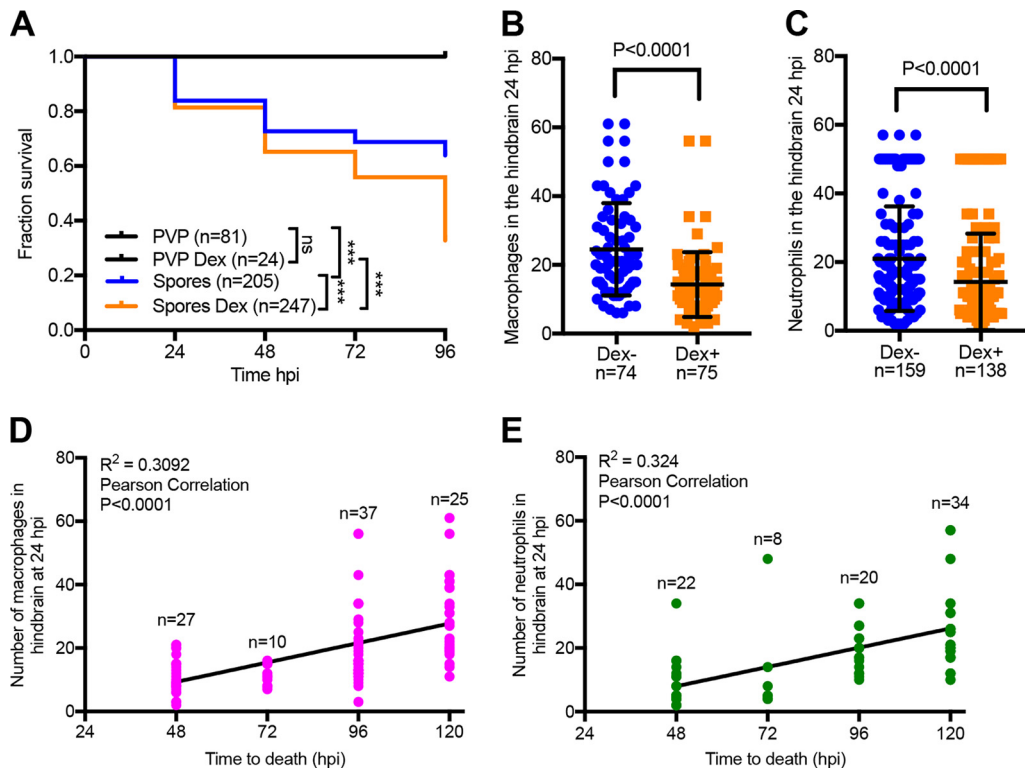 A
Fraction survival
1.0
0.8
0.6
0.4
0.2
0.0
PVP (n=81)
PVP Dex (n=24)
Spores (n=205)
Spores Dex (n=247)
ns
***
***
***
0
24
48
72
96
Time hpi
B
P<0.0001
Macrophages in the hindbrain 24 hpi
80
60
40
20
0
Dex-
n=74
Dex+
n=75
C
P<0.0001
Neutrophils in the hindbrain 24 hpi
80
60
40
20
0
Dex-
n=159
Dex+
n=138
D
R² = 0.3092
Pearson Correlation
P<0.0001
Number of macrophages in
hindbrain at 24 hpi
80
60
40
20
0
n=27
n=10
n=37
n=25
24
48
72
96
120
Time to death (hpi)
E
R² = 0.324
Pearson Correlation
P<0.0001
Number of neutrophils in
hindbrain at 24 hpi
80
60
40
20
0
n=22
n=8
n=20
n=34
24
48
72
96
120
Time to death (hpi)